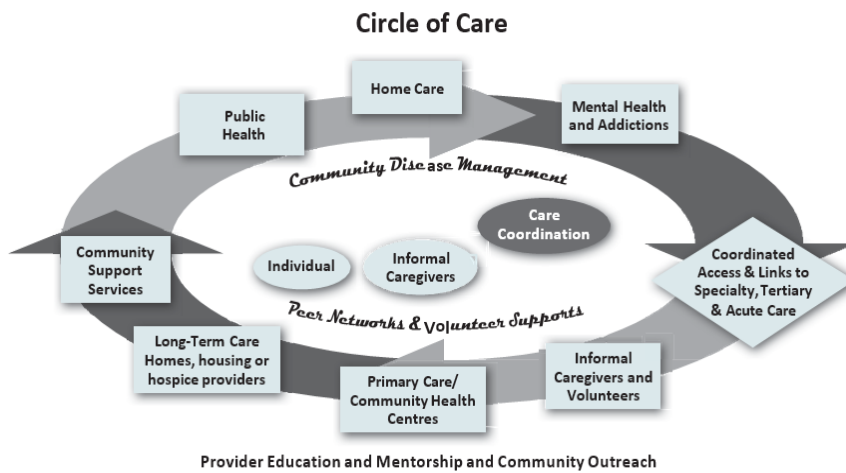 Circle of Care
Home Care
Public
Health
Mental Health
and Addictions
Community Disease Management
Care
Coordination
Individual
Informal
Caregivers
Community
Support
Services
Coordinated
Access & Links to
Specialty, Tertiary
& Acute Care
Peer Networks & Volunteer Supports
Long-Term Care
Homes, housing or
hospice providers
Primary Care/
Community Health
Centres
Informal
Caregivers and
Volunteers
Provider Education and Mentorship and Community Outreach